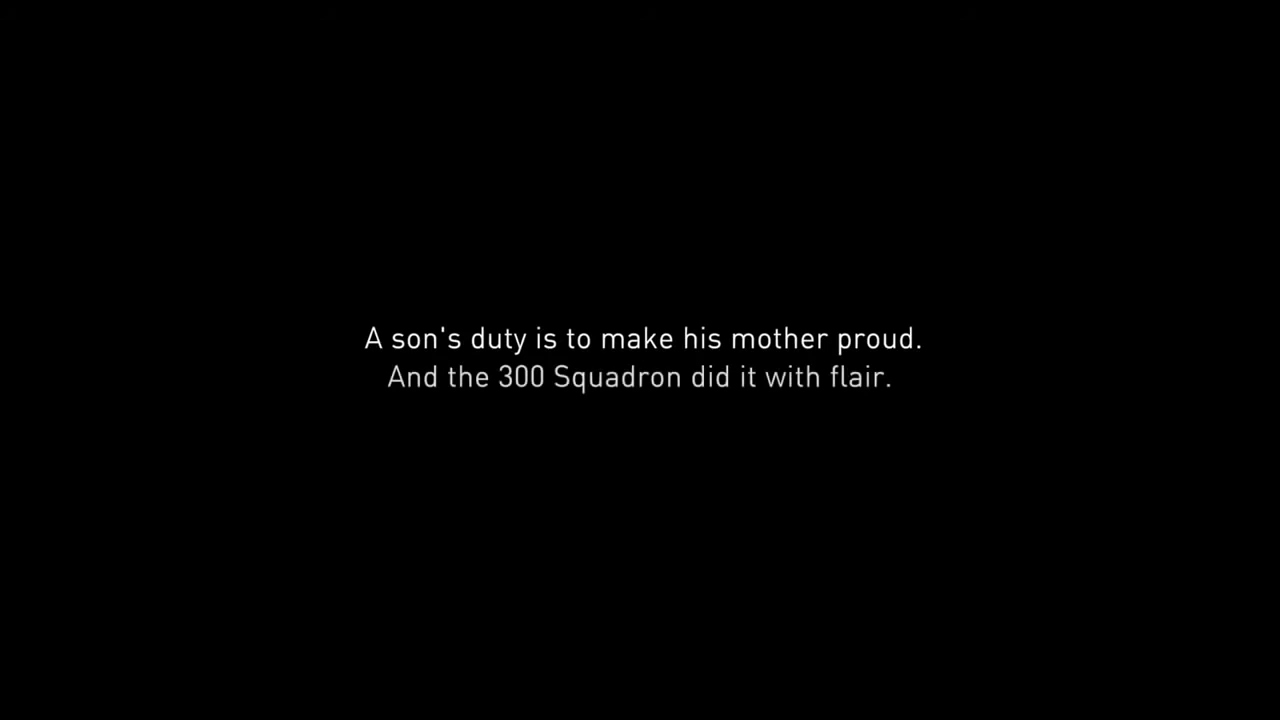 A son's duty is to make his mother proud.
And the 300 Squadron did it with flair.